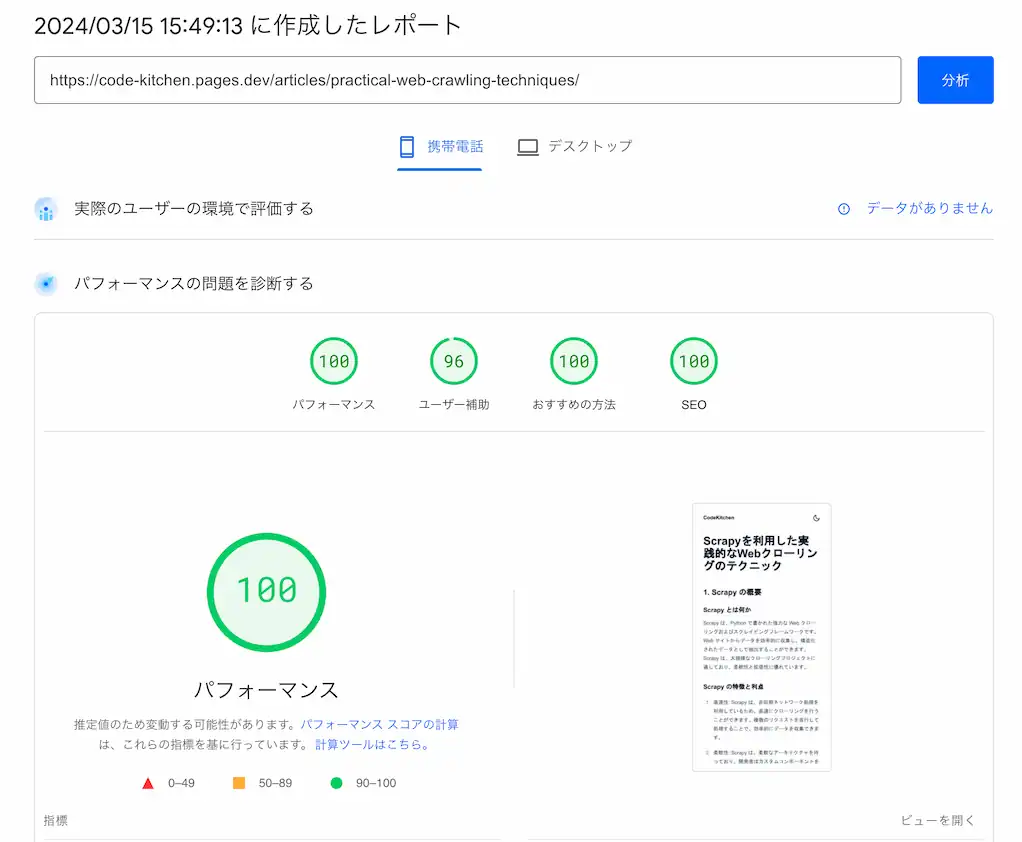 2024/03/15 15:49:13 に作成したレポート
https://code-kitchen.pages.dev/articles/practical-web-crawling-techniques/
分析
携帯電話
デスクトップ
実際のユーザーの環境で評価する
データがありません
パフォーマンスの問題を診断する
100
96
100
100
パフォーマンス
ユーザー補助
おすすめの方法
SEO
100
パフォーマンス
推定値のため変動する可能性があります。パフォーマンス スコアの計算
は、これらの指標を基に行っています。計算ツールはこちら。
0–49
50–89
90–100
CodeKitchen
Scrapyを利用した実
践的なWebクローリン
グのテクニック
1. Scrapy の概要
Scrapy とは何か
Scrapy は、Python で書かれた強力な Web クロー
リングおよびスクレイピングフレームワークです。
Web サイトからデータを効率的に収集し、構造化
されたデータとして抽出することができます。
Scrapy は、大規模なクローリングプロジェクトに
適しており、柔軟性と拡張性に優れています。
Scrapy の特徴と利点
1. 高速性: Scrapy は、非同期ネットワーク処理を
利用しているため、高速にクローリングを行う
ことができます。複数のリクエストを並行して
処理することで、効率的にデータを収集できま
す。
2. 柔軟性: Scrapy は、柔軟なアーキテクチャを持
っており、開発者はカスタムコンポーネントを
指標
ビューを開く